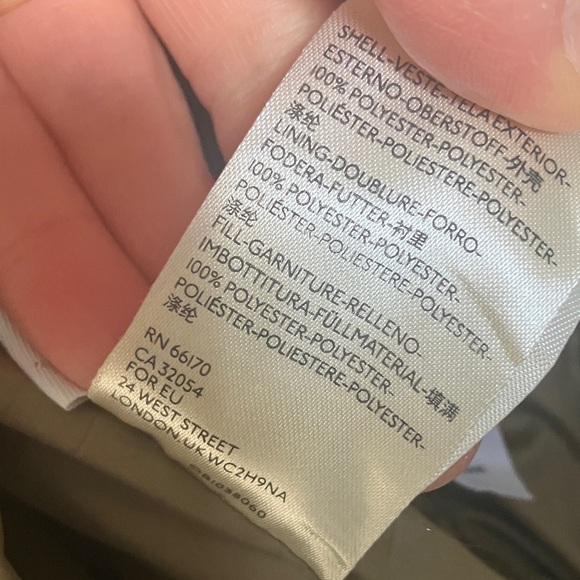 SHELL-VESTE-TELA EXTERIOR-
ESTERNO-OBERSTOFF-外壳
100% POLYESTER-POLYESTER-
POLIÉSTER-POLIESTERE-POLYESTER-
涤纶
LINING-DOUBLURE-FORRO-
FODERA-FUTTER-衬里
100% POLYESTER-POLYESTER-
POLIÉSTER-POLIESTERE-POLYESTER-
涤纶
FILL-GARNITURE-RELLENO-
IMBOTTITURA-FÜLLMATERIAL-填满
100% POLYESTER-POLYESTER-
POLIÉSTER-POLIESTERE-POLYESTER-
涤纶
RN 66170
CA 32054
FOR EU
24 WEST STREET
LONDON, UK WC2H9NA